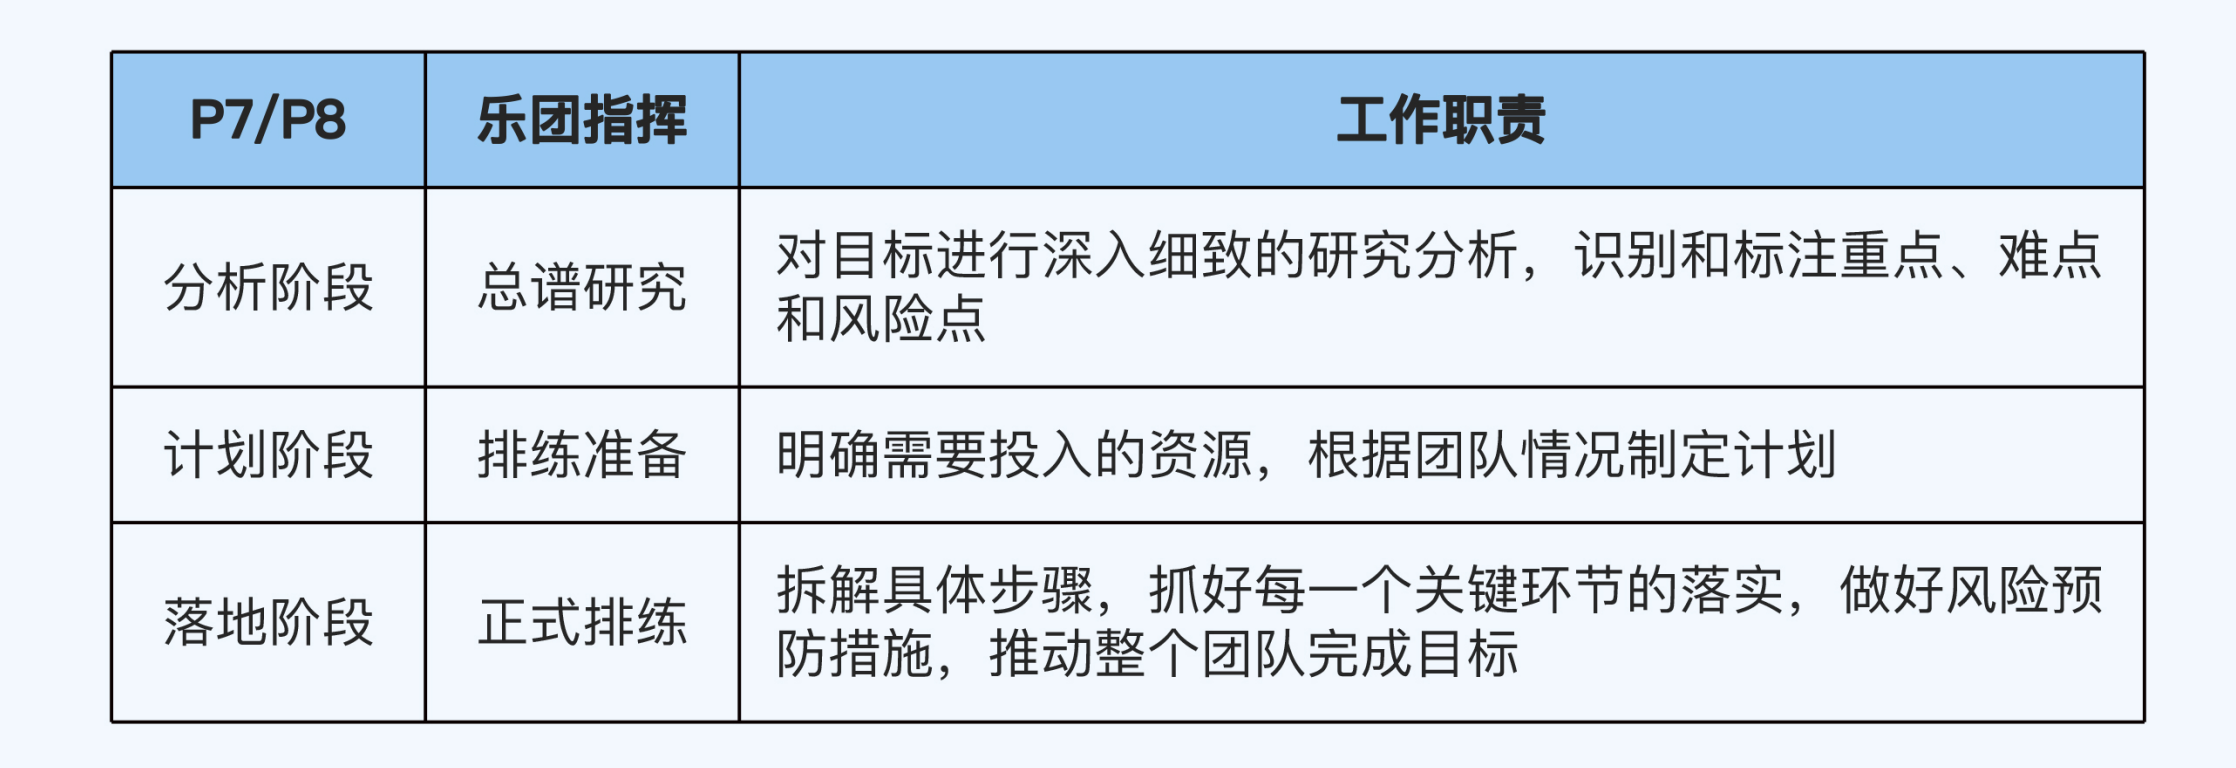 P7/P8 乐团指挥 工作职责
分析阶段 总谱研究 对目标进行深入细致的研究分析，识别和标注重点、难点
和风险点
计划阶段 排练准备 明确需要投入的资源，根据团队情况制定计划
落地阶段 正式排练 拆解具体步骤，抓好每一个关键环节的落实，做好风险预
防措施，推动整个团队完成目标